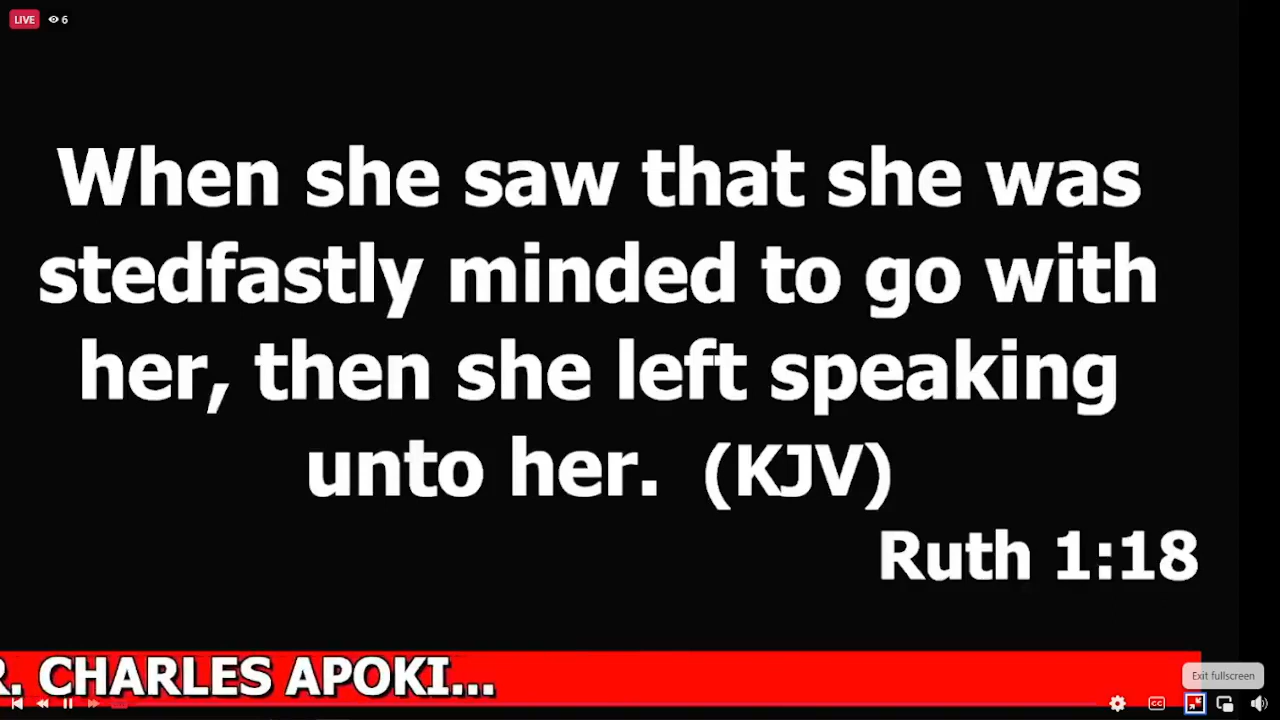 LIVE 6
When she saw that she was
stedfastly minded to go with
her, then she left speaking
unto her. (KJV)
Ruth 1:18
R. CHARLES APOKI...
Exit fullscreen
CC